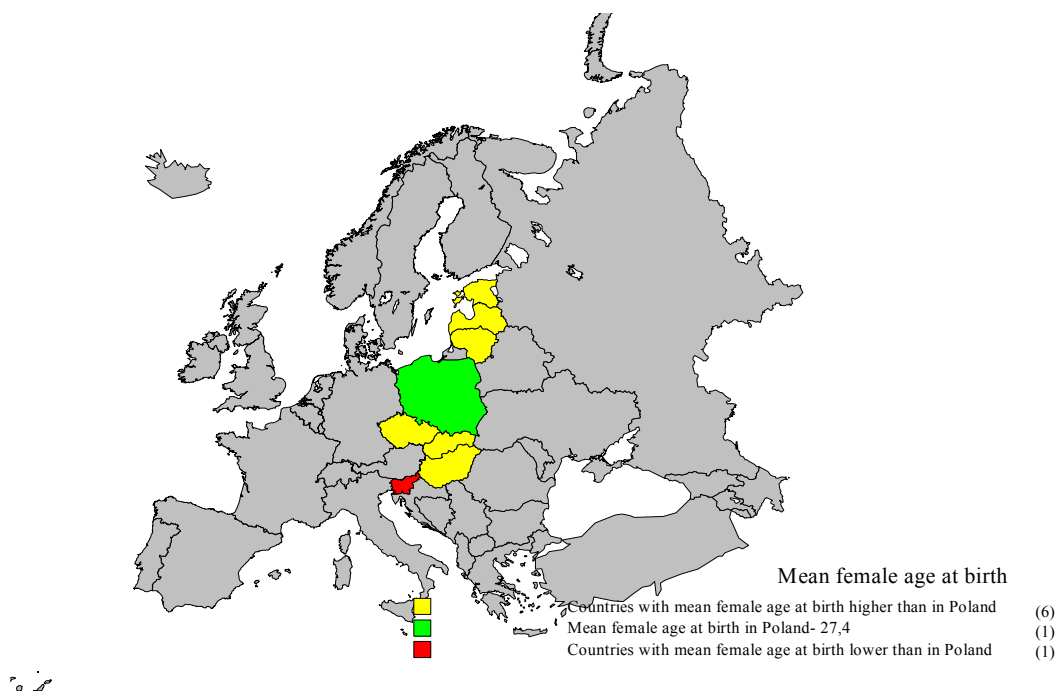 Mean female age at birth
Countries with mean female age at birth higher than in Poland (6)
Mean female age at birth in Poland- 27,4 (1)
Countries with mean female age at birth lower than in Poland (1)